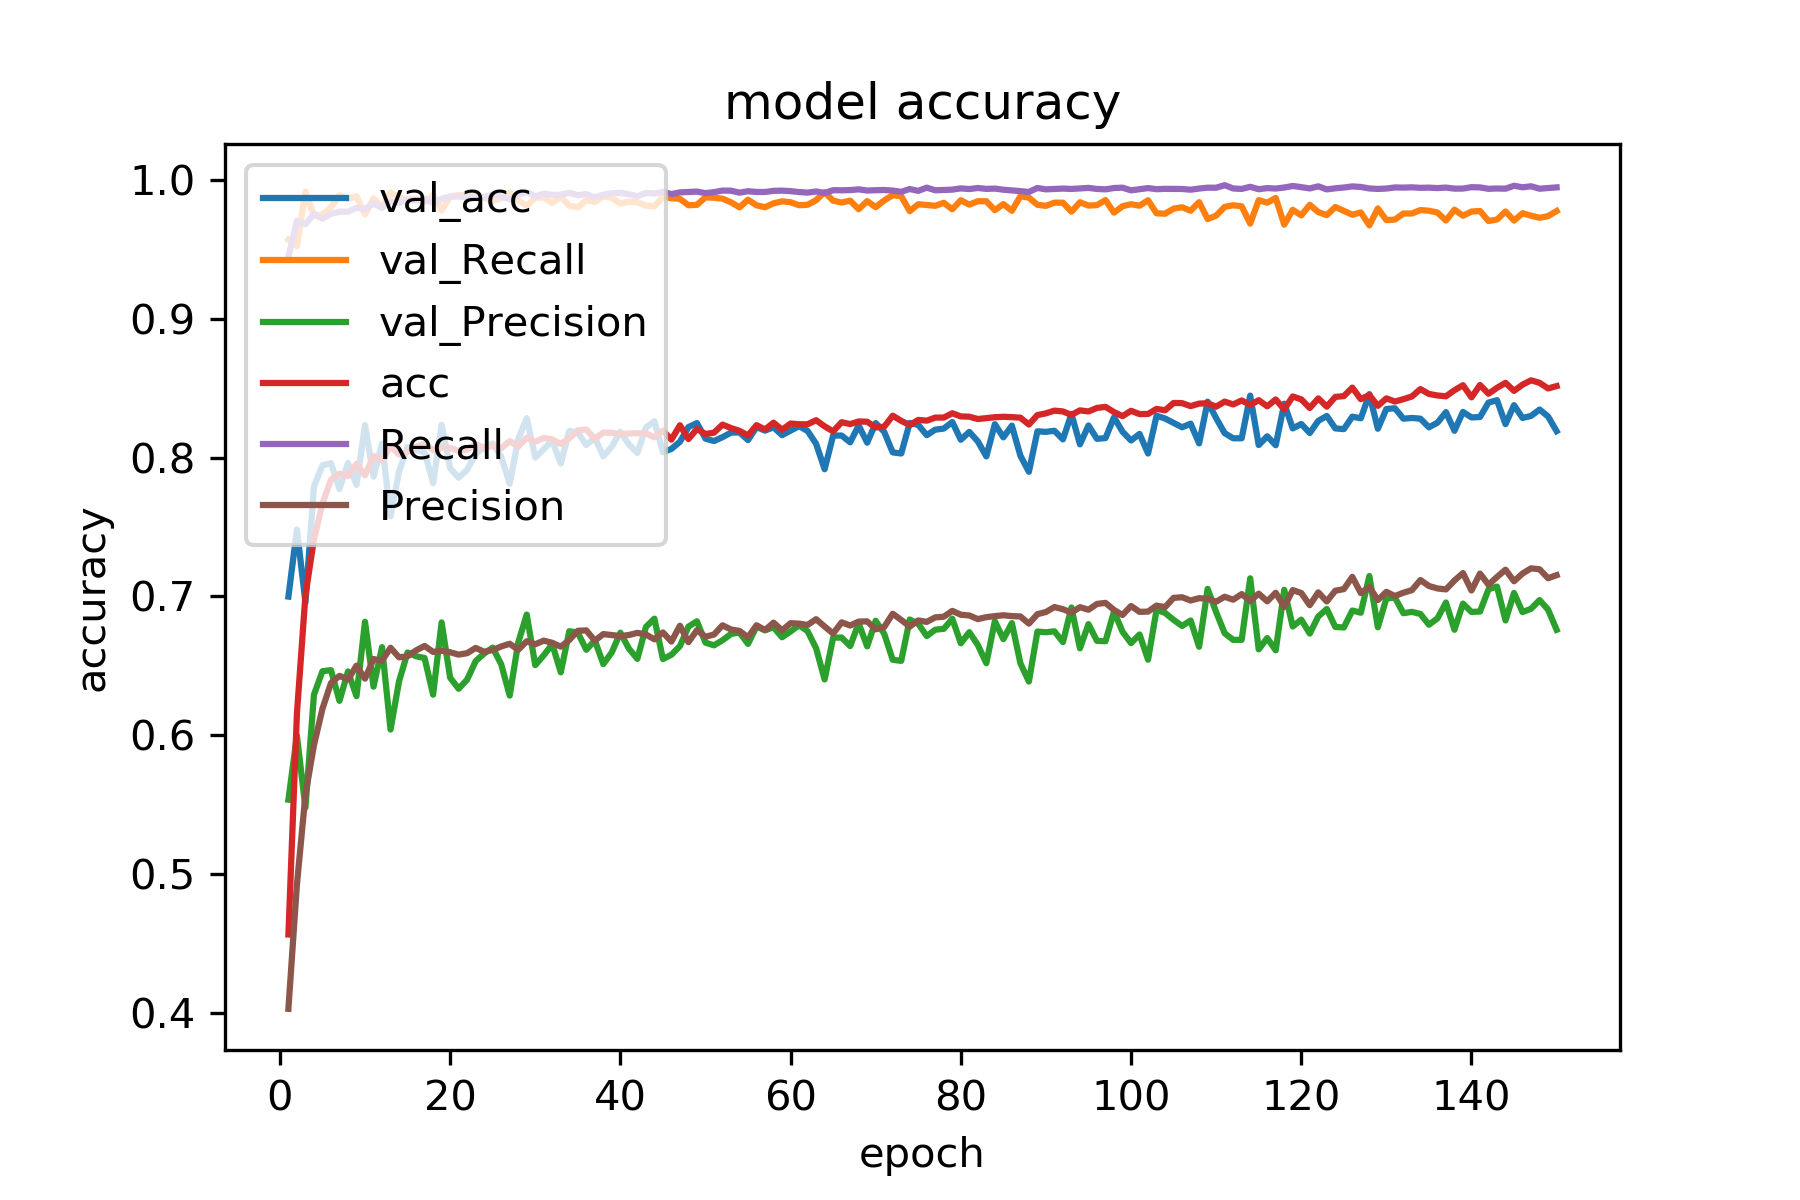 model accuracy
1.0
0.9
0.8
0.7
0.6
0.5
0.4
accuracy
val_acc
val_Recall
val_Precision
acc
Recall
Precision
0 20 40 60 80 100 120 140
epoch